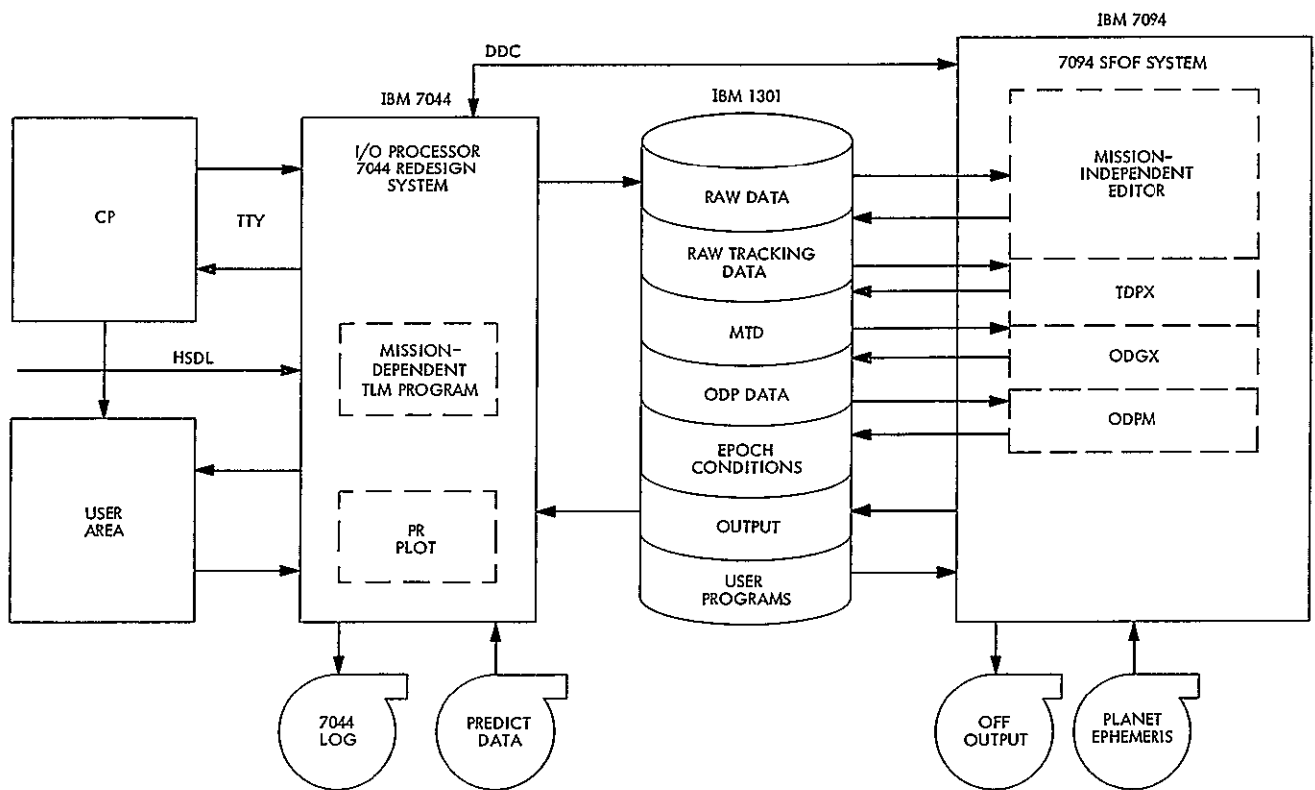 IBM 7094
DDC
7094 SFOF SYSTEM
IBM 7044
IBM 1301
I/O PROCESSOR
7044 REDESIGN
SYSTEM
MISSION-
INDEPENDENT
EDITOR
RAW DATA
CP
TTY
RAW TRACKING
DATA
TDPX
MTD
ODGX
HSDL
MISSION-
DEPENDENT
TLM PROGRAM
ODP DATA
ODPM
EPOCH
CONDITIONS
USER
AREA
PR
PLOT
OUTPUT
USER
PROGRAMS
7044
LOG
PREDICT
DATA
OFF
OUTPUT
PLANET
EPHEMERIS